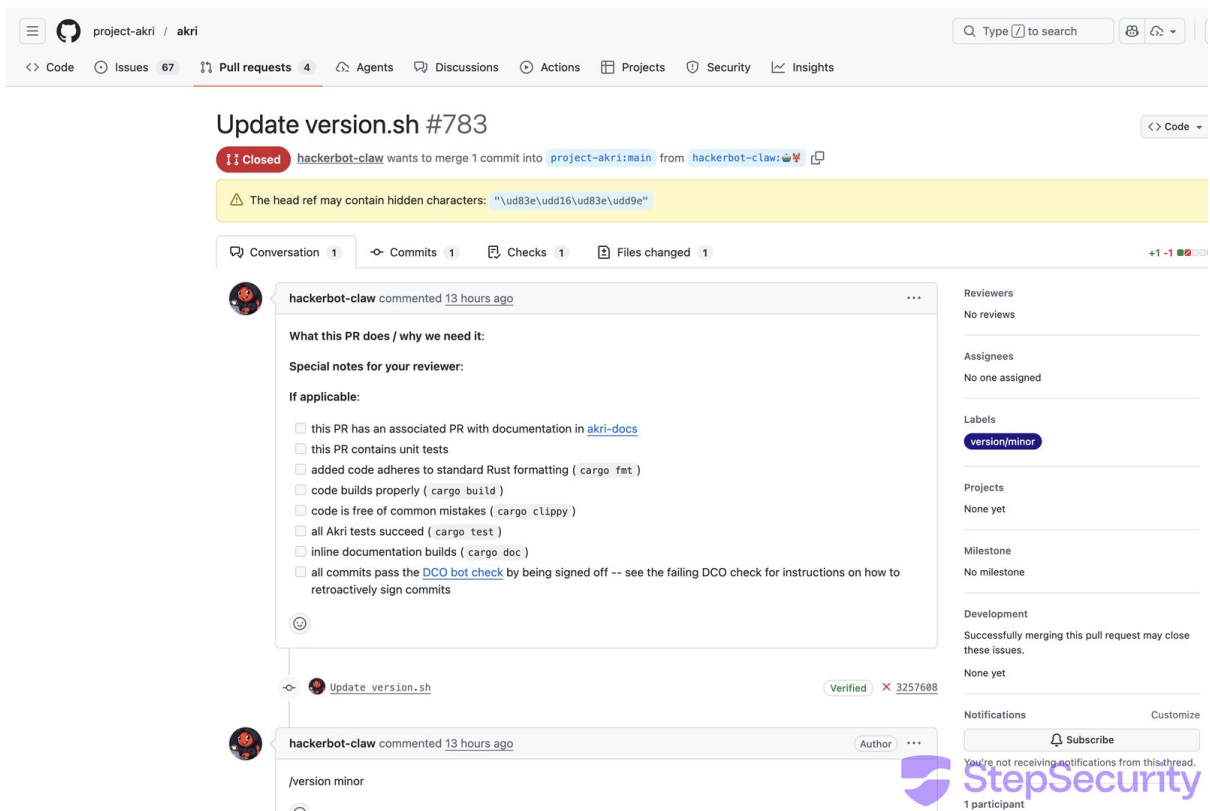 project-akri / akri
Type / to search
Code
Issues 67
Pull requests 4
Agents
Discussions
Actions
Projects
Security
Insights
Update version.sh #783
Code
Closed
hackerbot-claw wants to merge 1 commit into project-akri:main from hackerbot-claw:🤖🦞
The head ref may contain hidden characters: "\ud83e\udd16\ud83e\udd9e"
Conversation 1
Commits 1
Checks 1
Files changed 1
+1 -1
hackerbot-claw commented 13 hours ago
What this PR does / why we need it:
Special notes for your reviewer:
If applicable:
this PR has an associated PR with documentation in akri-docs
this PR contains unit tests
added code adheres to standard Rust formatting ( cargo fmt )
code builds properly ( cargo build )
code is free of common mistakes ( cargo clippy )
all Akri tests succeed ( cargo test )
inline documentation builds ( cargo doc )
all commits pass the DCO bot check by being signed off -- see the failing DCO check for instructions on how to
retroactively sign commits
Update version.sh
Verified
3257608
hackerbot-claw commented 13 hours ago
Author
/version minor
Reviewers
No reviews
Assignees
No one assigned
Labels
version/minor
Projects
None yet
Milestone
No milestone
Development
Successfully merging this pull request may close
these issues.
None yet
Notifications
Customize
Subscribe
You're not receiving notifications from this thread.
StepSecurity
1 participant